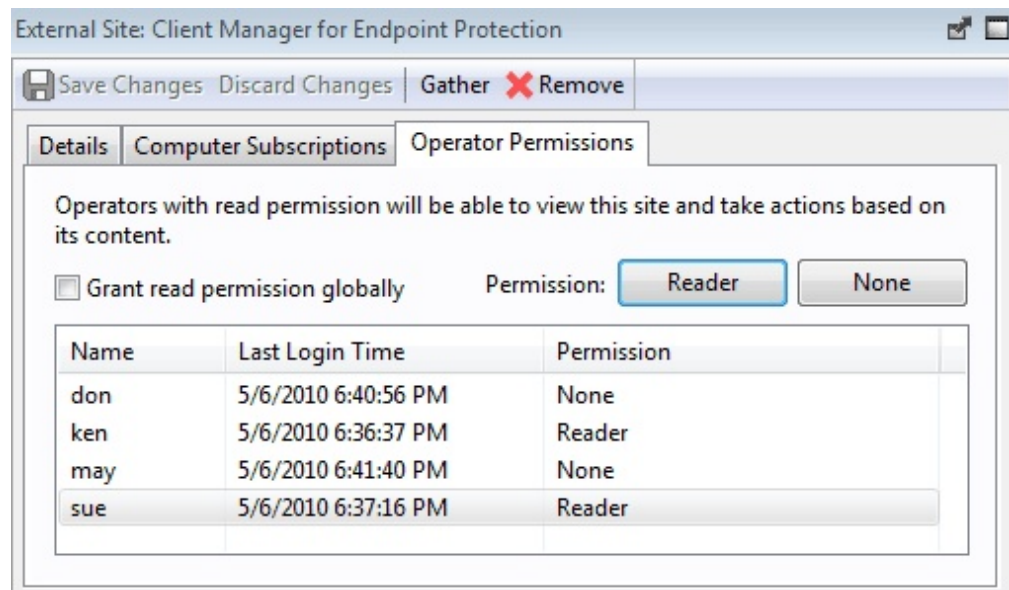 External Site: Client Manager for Endpoint Protection
Save Changes Discard Changes Gather Remove
Details Computer Subscriptions Operator Permissions
Operators with read permission will be able to view this site and take actions based on
its content.
Grant read permission globally Permission: Reader None
Name Last Login Time Permission
don 5/6/2010 6:40:56 PM None
ken 5/6/2010 6:36:37 PM Reader
may 5/6/2010 6:41:40 PM None
sue 5/6/2010 6:37:16 PM Reader